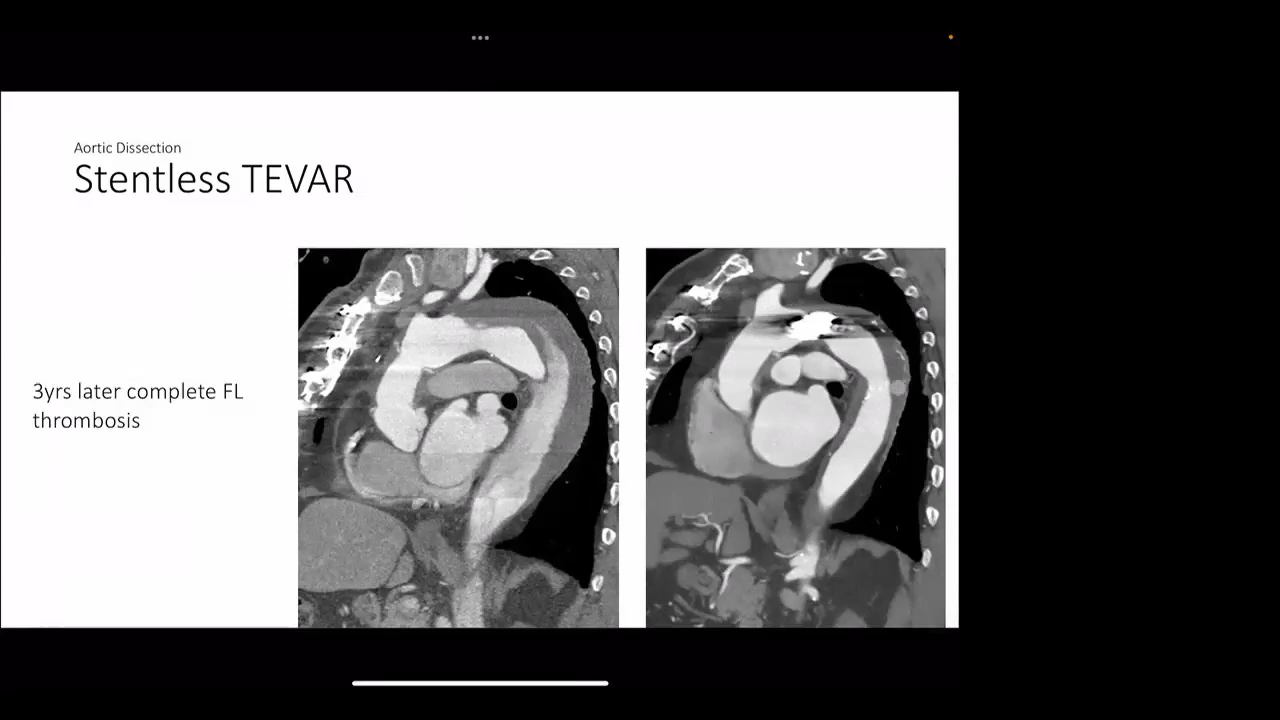 Aortic Dissection
Stentless TEVAR
3yrs later complete FL
thrombosis